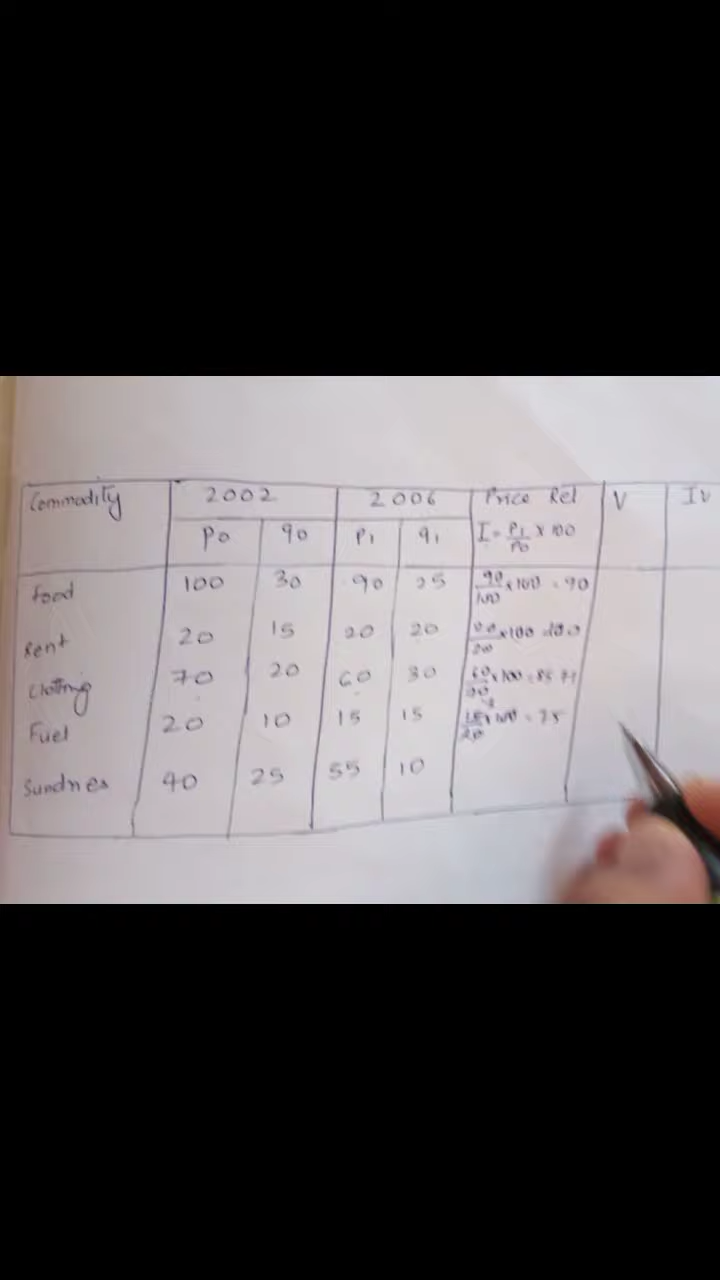 Commodity 2002 2006 Price Rel V IV
P0 q0 P1 q1 I = P1/P0 x 100
Food 100 30 90 25 90/100 x 100 = 90
Rent 20 15 20 20 20/20 x 100 = 100
Clothing 70 20 60 30 x 100 = 85.71
Fuel 20 10 15 15 15/20 x 100 = 75
Sundries 40 25 55 10